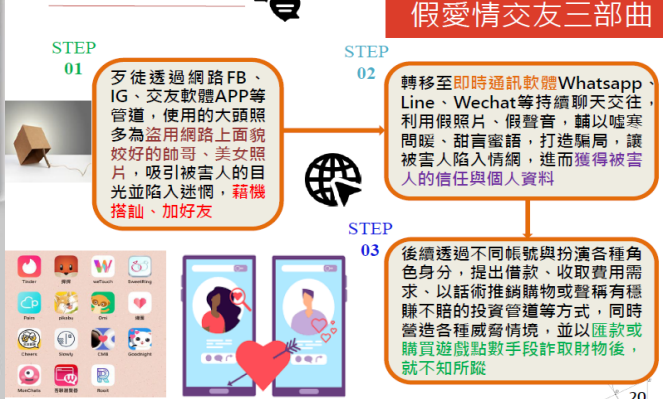 假愛情交友三部曲
STEP
01
歹徒透過網路FB、
IG、交友軟體APP等
管道，使用的大頭照
多為盜用網路上面貌
姣好的帥哥、美女照
片，吸引被害人的目
光並陷入迷惘，藉機
搭訕、加好友
STEP
02
轉移至即時通訊軟體Whatsapp、
Line、Wechat等持續聊天交往，
利用假照片、假聲音，輔以噓寒
問暖、甜言蜜語，打造騙局，讓
被害人陷入情網，進而獲得被害
人的信任與個人資料
STEP
03
後續透過不同帳號與扮演各種角
色身分，提出借款、收取費用需
求、以話術推銷購物或聲稱有穩
賺不賠的投資管道等方式，同時
營造各種威脅情境，並以匯款或
購買遊戲點數手段詐取財物後，
就不知所蹤
Tinder
weTouch
SweetRing
Pairs
Cheers
Slowly
CMB
Goodnight
20